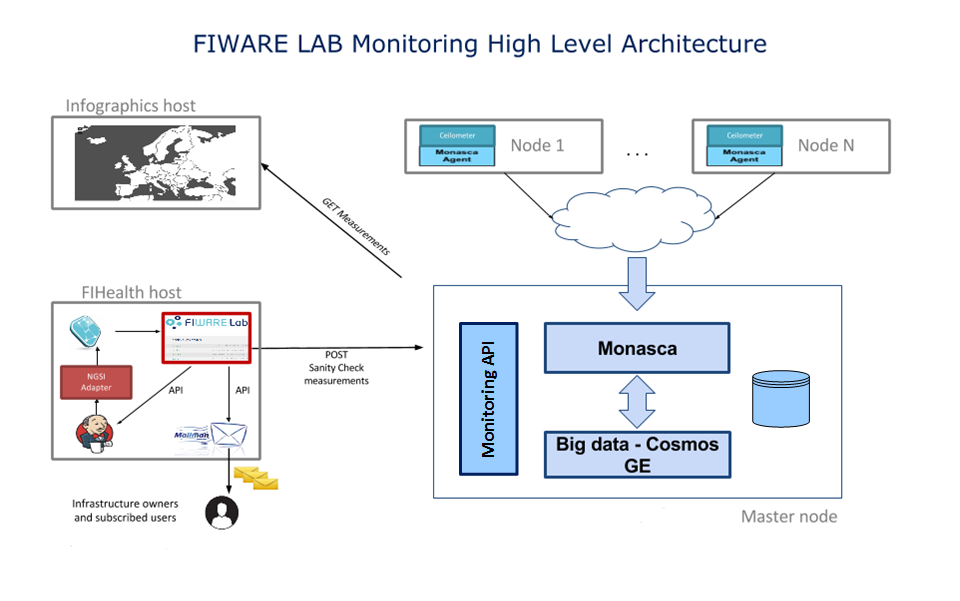 FIWARE LAB Monitoring High Level Architecture
Infographics host
Ceilometer
Monasca
Agent
Node 1
...
Ceilometer
Monasca
Agent
Node N
GET Measurements
FIHealth host
FIWARE Lab
NGSI
Adapter
API
API
Mailman
POST
Sanity Check
measurements
Monitoring API
Monasca
Big data - Cosmos
GE
Master node
Infrastructure owners
and subscribed users